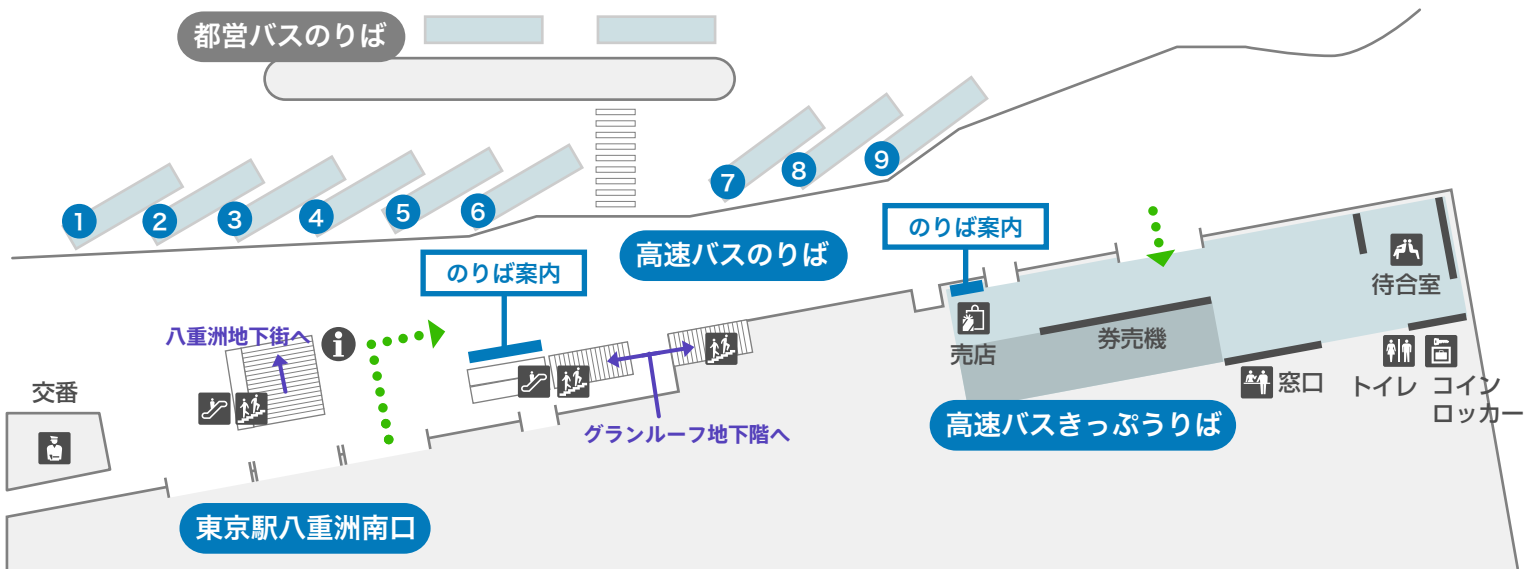 都営バスのりば
1
2
3
4
5
6
7
8
9
のりば案内
高速バスのりば
のりば案内
八重洲地下街へ
i
待合室
売店
券売機
交番
窓口
トイレ
コイン
ロッカー
グランルーフ地下階へ
高速バスきっぷうりば
東京駅八重洲南口